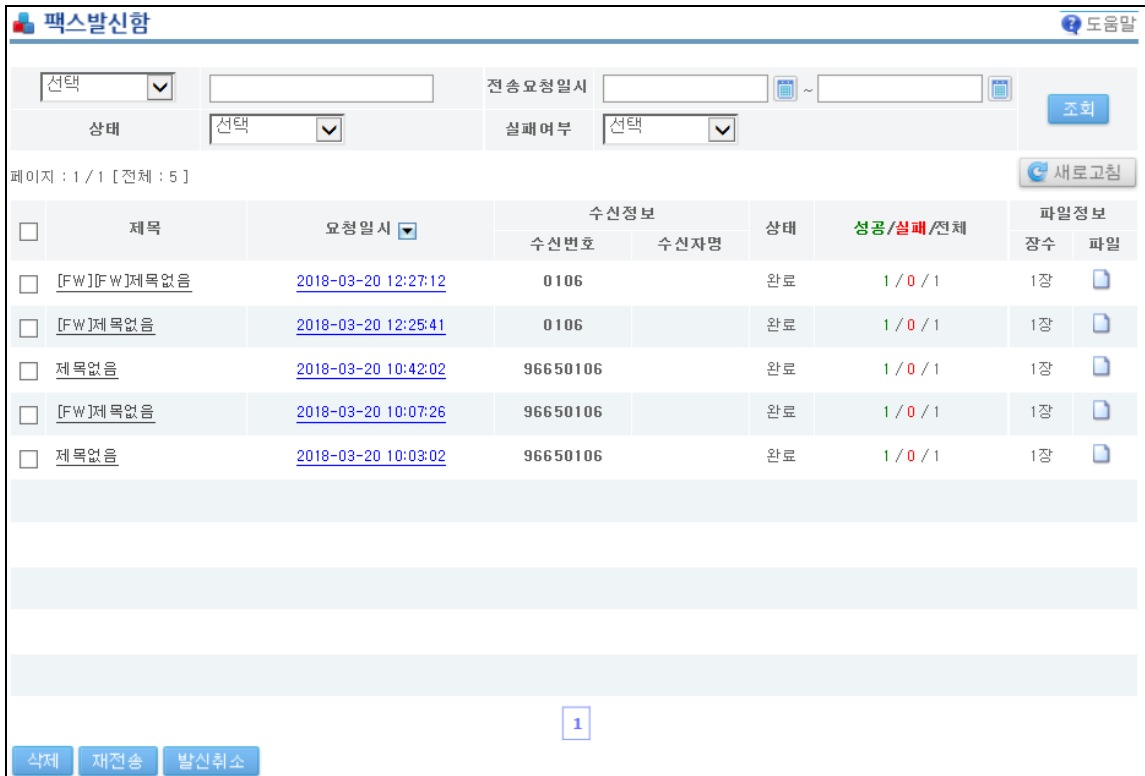 팩스발신함 도움말
선택 전송요청일시 ~
조회
상태 선택 실패여부 선택
페이지 : 1 / 1 [ 전체 : 5 ] 새로고침
제목 요청일시 수신정보 상태 성공/실패/전체 파일정보
수신번호 수신자명 장수 파일
[FW][FW]제목없음 2018-03-20 12:27:12 0106 완료 1 / 0 / 1 1장
[FW]제목없음 2018-03-20 12:25:41 0106 완료 1 / 0 / 1 1장
제목없음 2018-03-20 10:42:02 96650106 완료 1 / 0 / 1 1장
[FW]제목없음 2018-03-20 10:07:26 96650106 완료 1 / 0 / 1 1장
제목없음 2018-03-20 10:03:02 96650106 완료 1 / 0 / 1 1장
1
삭제 재전송 발신취소